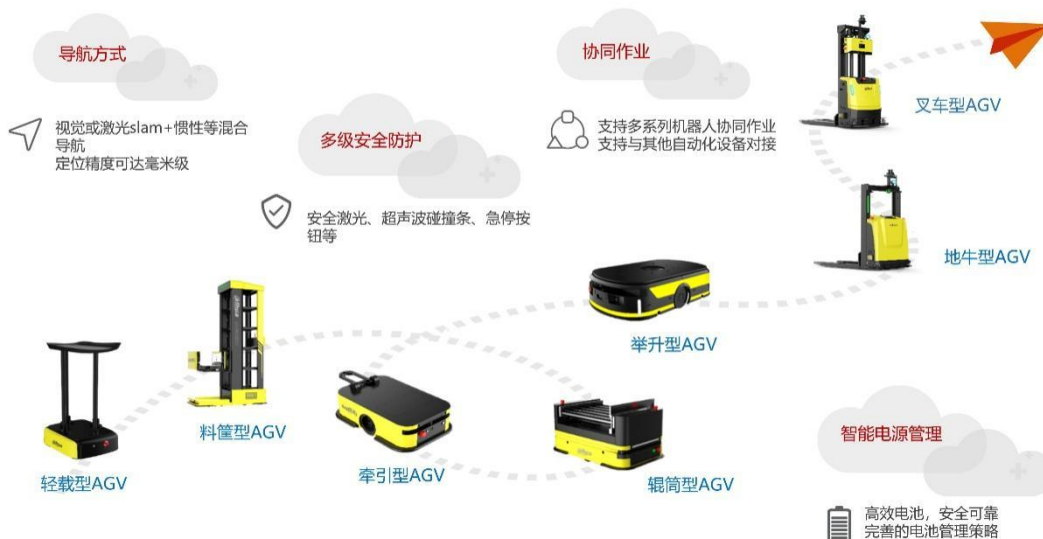 导航方式
视觉或激光slam+惯性等混合
导航
定位精度可达毫米级
多级安全防护
安全激光、超声波碰撞条、急停按
钮等
协同作业
支持多系列机器人协同作业
支持与其他自动化设备对接
叉车型AGV
地牛型AGV
举升型AGV
料筐型AGV
轻载型AGV
牵引型AGV
辊筒型AGV
智能电源管理
高效电池，安全可靠
完善的电池管理策略